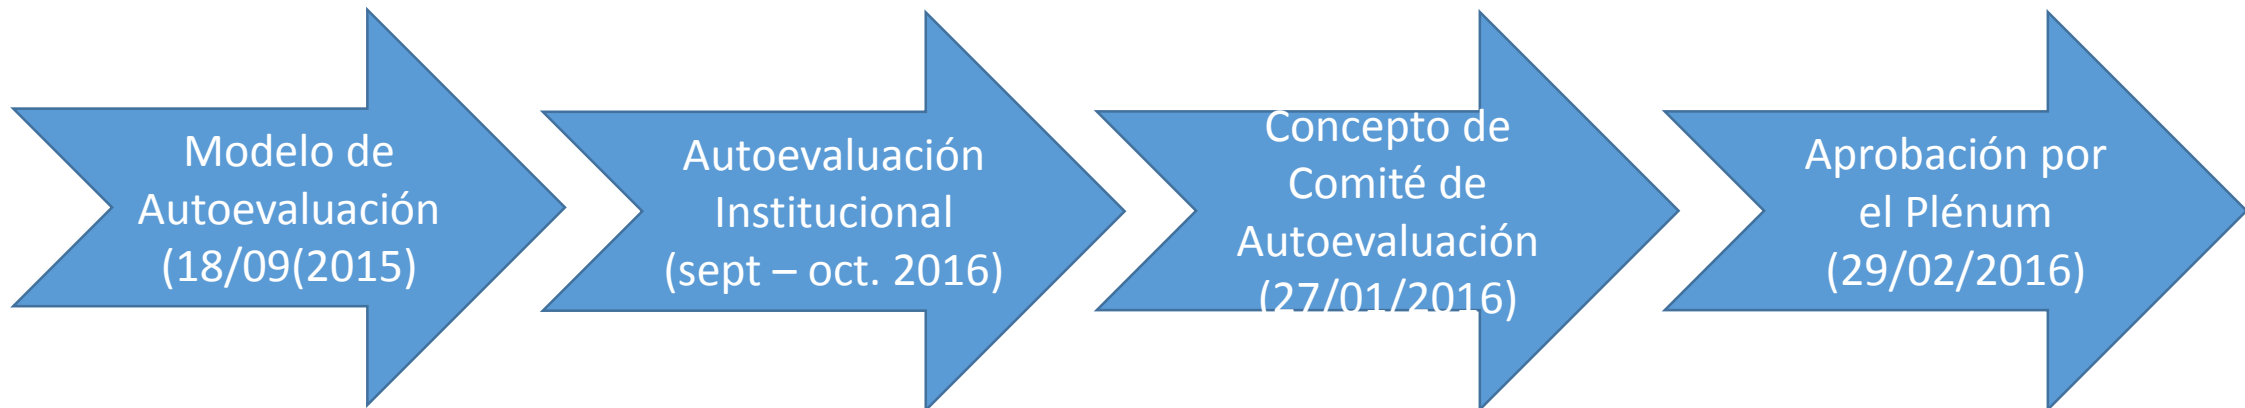 Modelo de
Autoevaluación
(18/09(2015)
Autoevaluación
Institucional
(sept – oct. 2016)
Concepto de
Comité de
Autoevaluación
(27/01/2016)
Aprobación por
el Plénum
(29/02/2016)